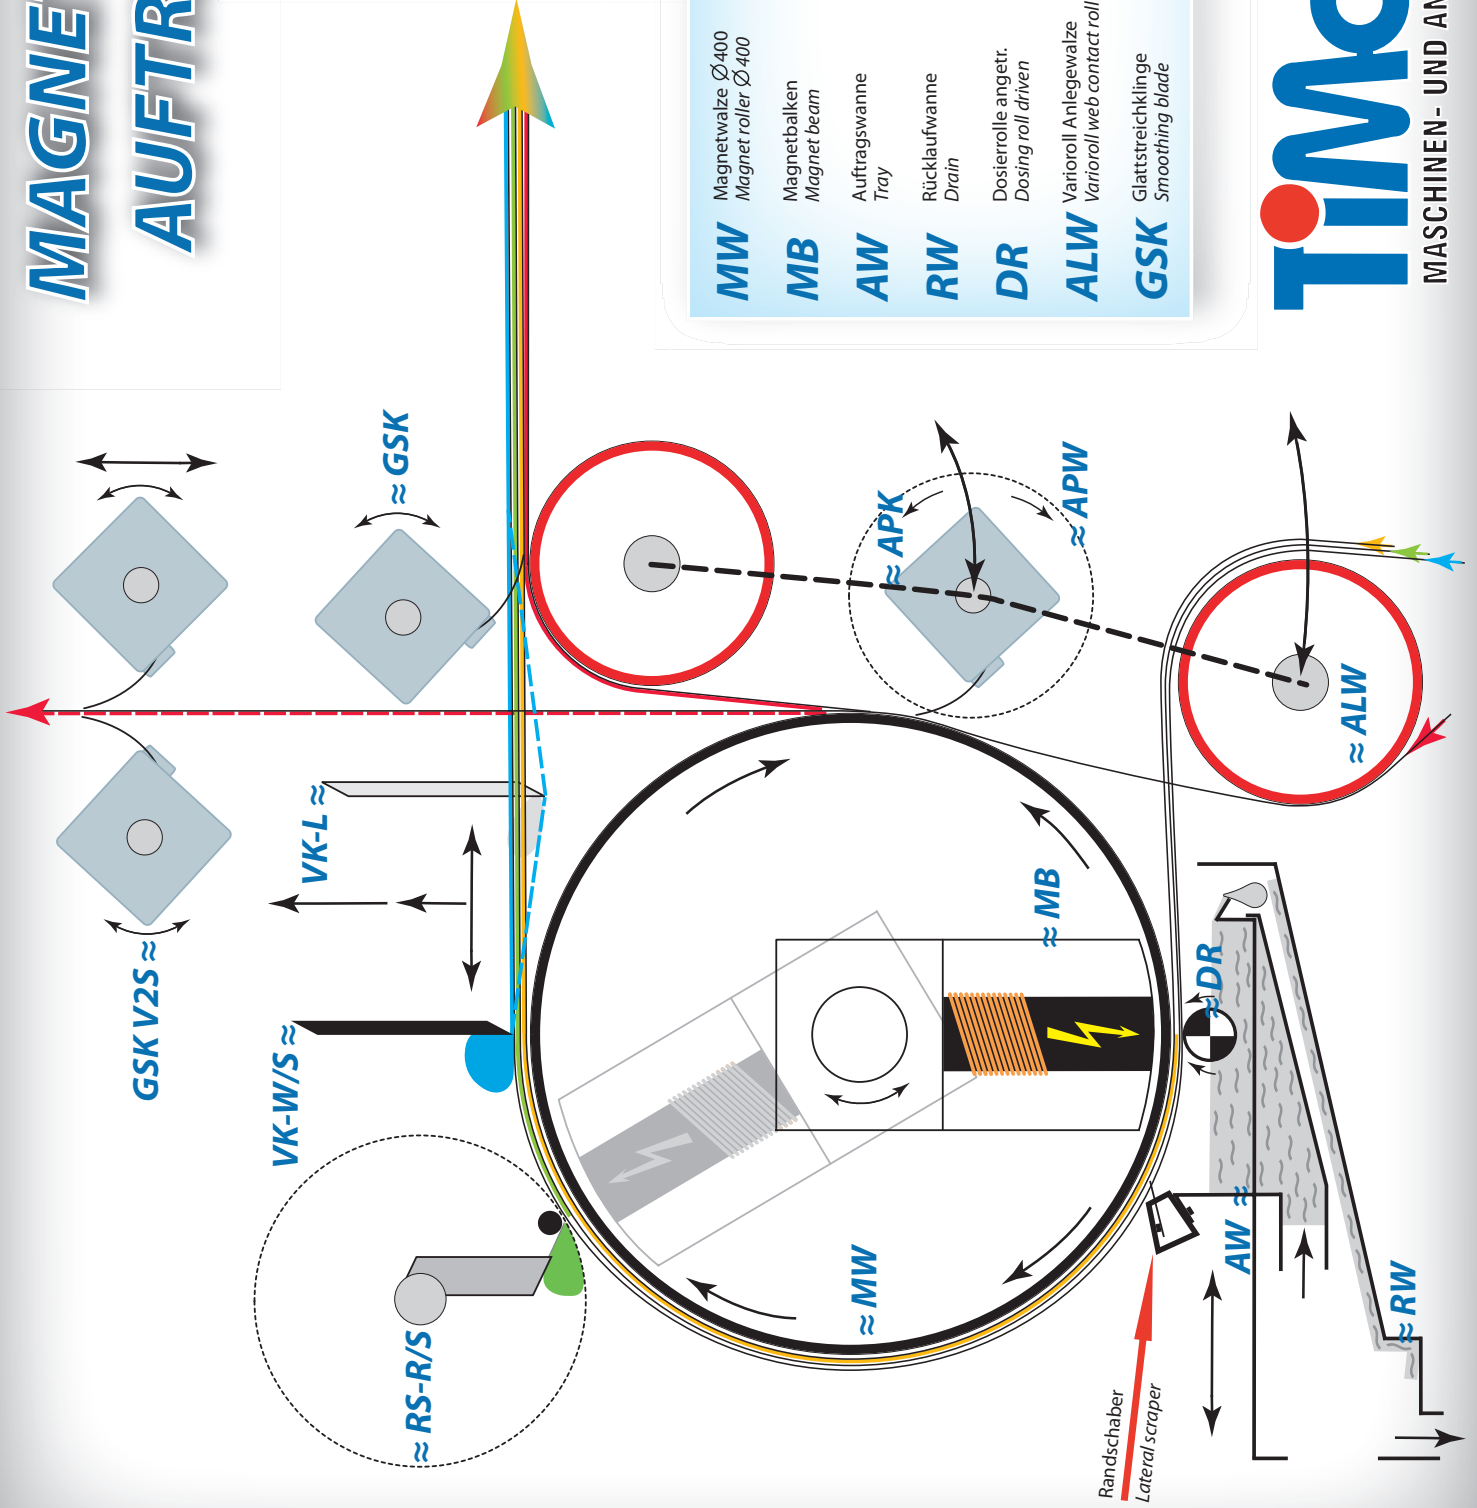 MAGNE
AUFTR
MW Magnetwalze Ø400
Magnet roller Ø 400
MB Magnetbalken
Magnet beam
AW Auftragswanne
Tray
RW Rücklaufwanne
Drain
DR Dosierrolle angetr.
Dosing roll driven
ALW Varioroll Anlegewalze
Varioroll web contact roll
GSK Glattstreichklinge
Smoothing blade
TiMa
MASCHINEN- UND AN
GSK V2S ≈
≈ GSK
VK-L ≈
VK-W/S ≈
≈ RS-R/S
≈ APK
≈ APW
≈ ALW
≈ MB
≈ DR
≈ MW
AW ≈
≈ RW
Randschaber
Lateral scraper